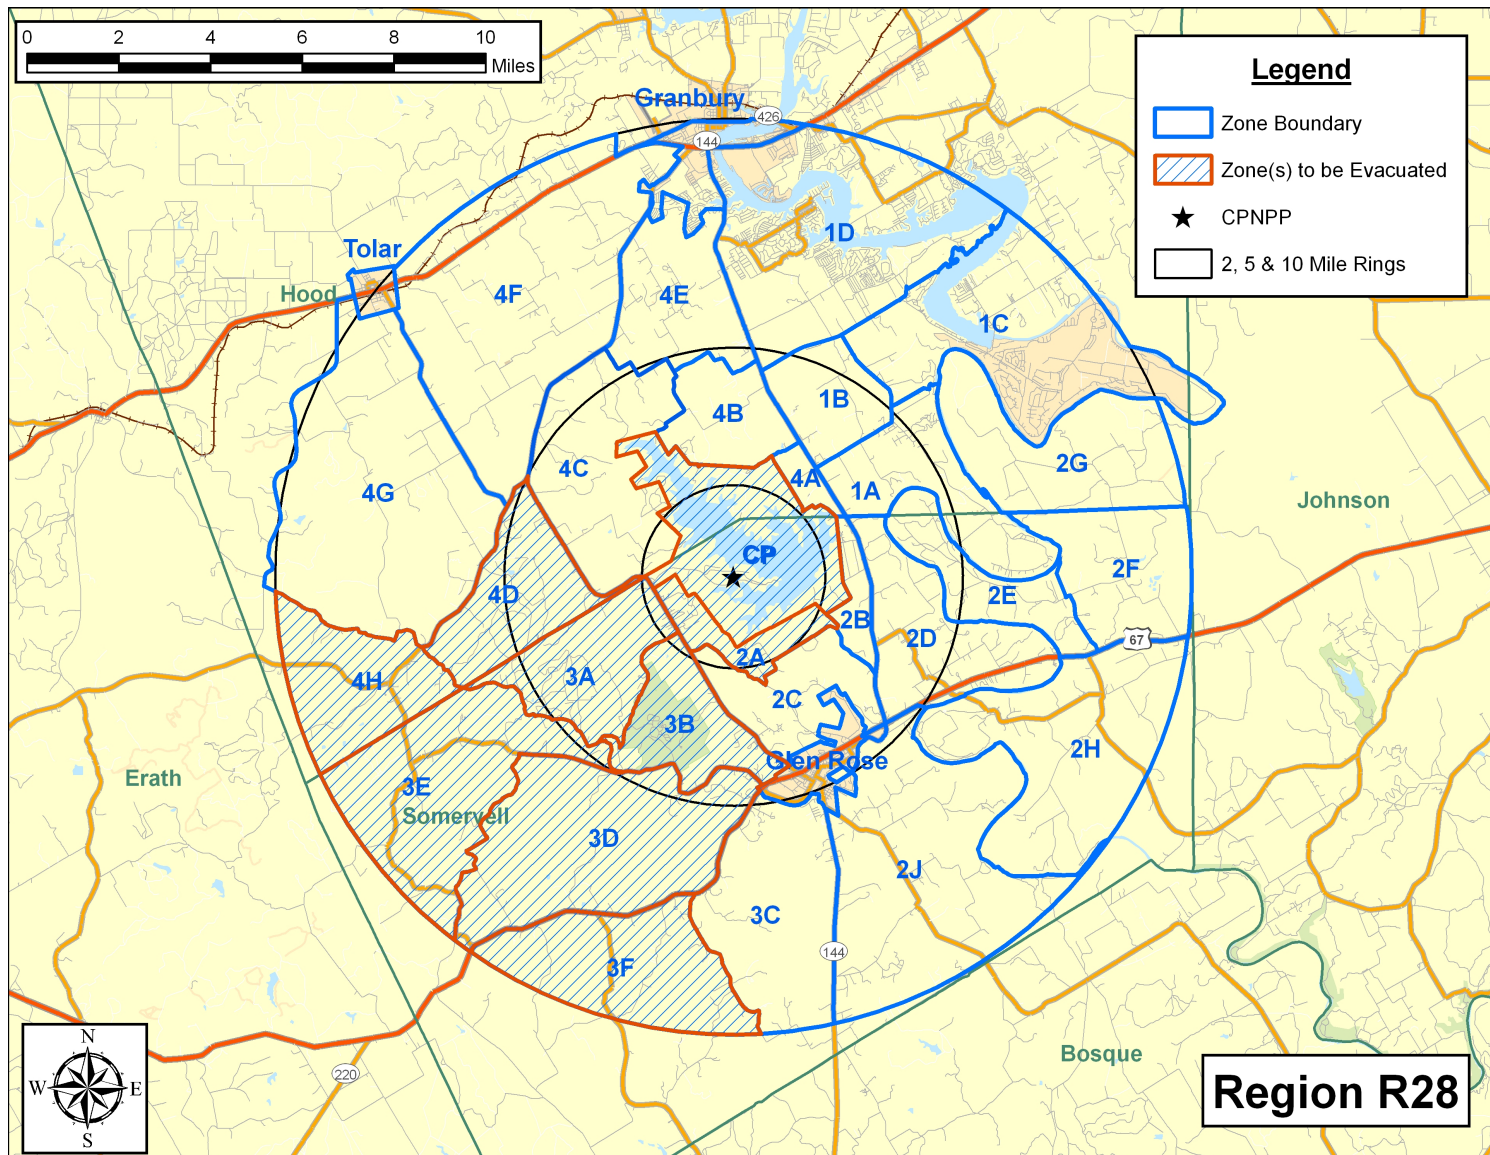 0 2 4 6 8 10
Miles
Legend
Zone Boundary
Zone(s) to be Evacuated
CPNPP
2, 5 & 10 Mile Rings
Granbury
426
144
1D
Tolar
Hood
4F
4E
1C
4B
1B
4C
2G
4G
4A
1A
Johnson
CP
2F
4D
2E
2B
2D
67
2A
4H
3A
2C
3B
2H
Glen Rose
Erath
3E
Somervell
3D
2J
3C
144
3F
Bosque
220
N
W E
S
Region R28